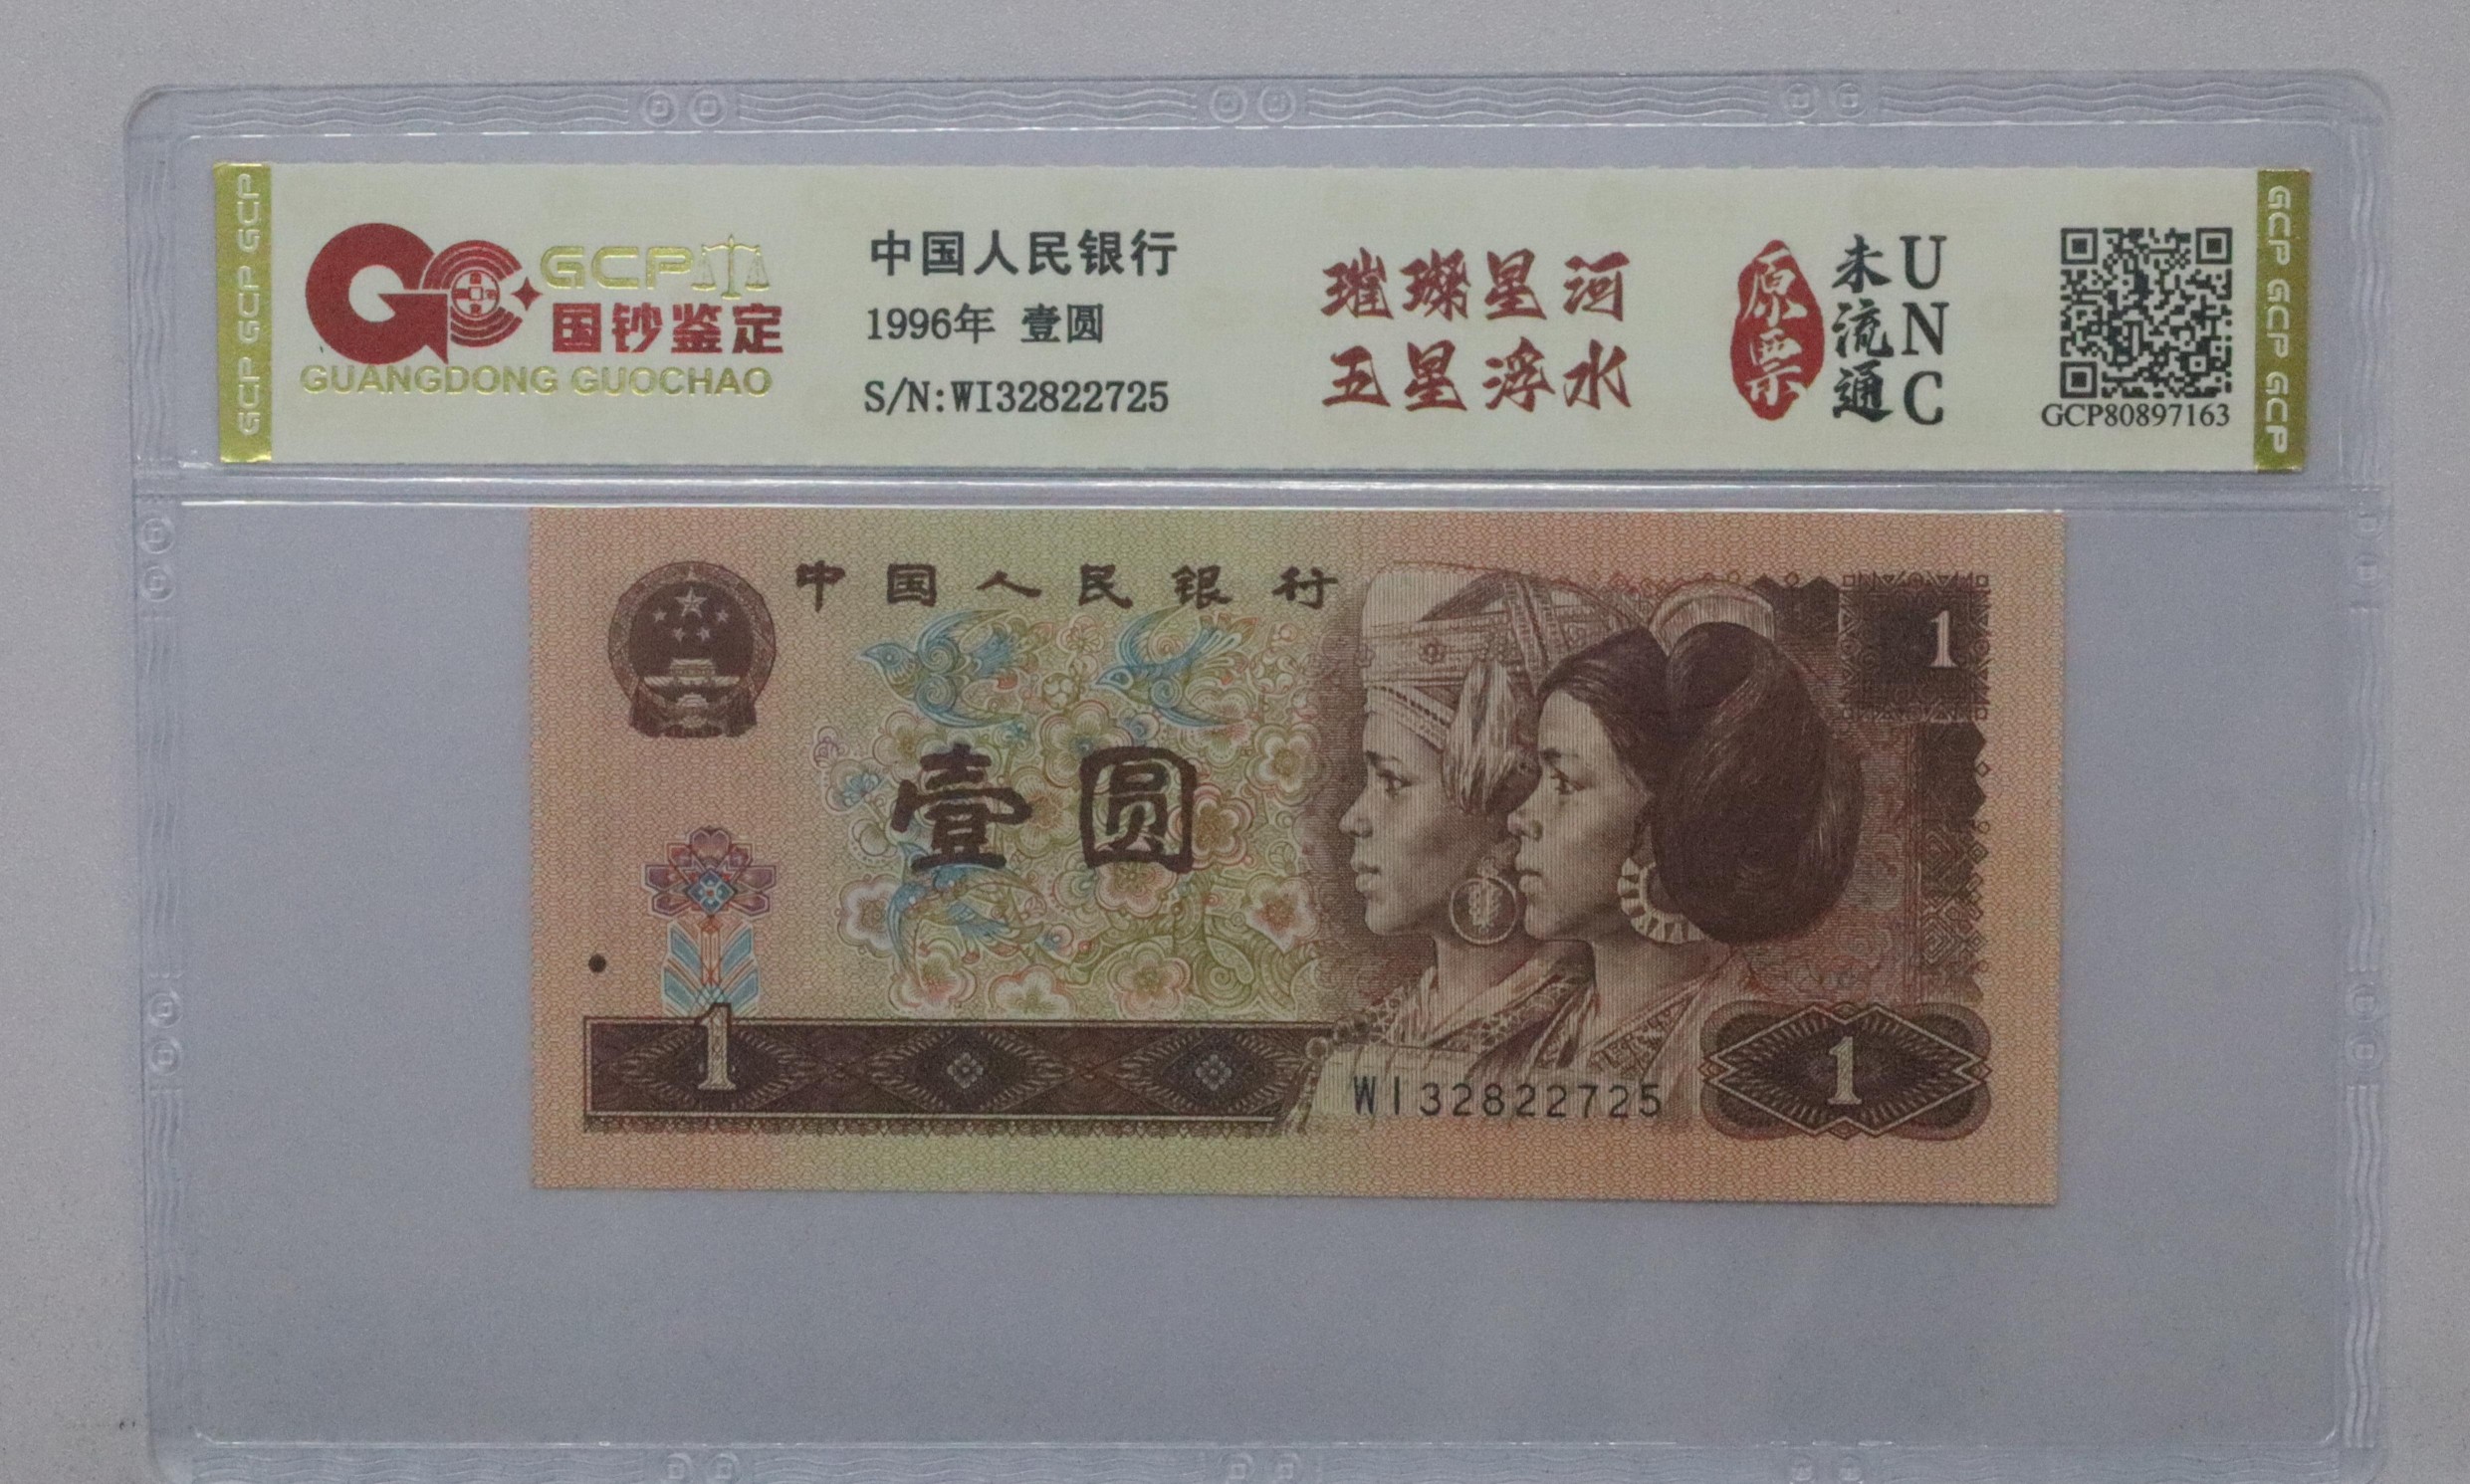 GCP GCP GCP
GCP
国钞鉴定
GUANGDONG GUOCHAO
中国人民银行
1996年 壹圆
S/N:WI32822725
璀璨星河
五星浮水
原票
未流通
UNC
GCP80897163
GCP GCP GCP
中国人民银行
1
壹圆
1
WI32822725
1